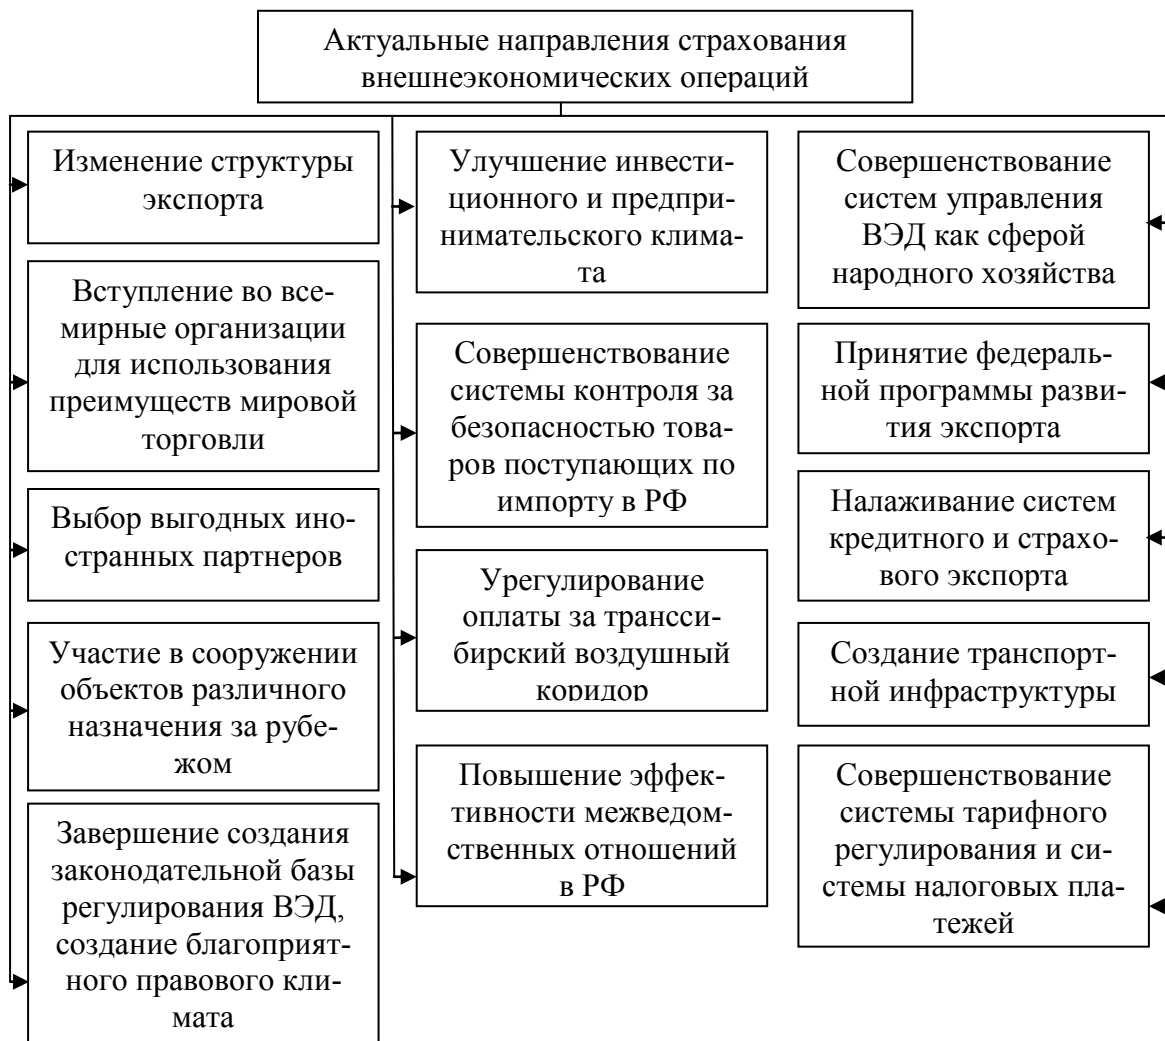 Актуальные направления страхования
внешнеэкономических операций
Изменение структуры
экспорта
Вступление во все-
мирные организации
для использования
преимуществ мировой
торговли
Выбор выгодных ино-
странных партнеров
Участие в сооружении
объектов различного
назначения за рубе-
жом
Завершение создания
законодательной базы
регулирования ВЭД,
создание благоприят-
ного правового кли-
мата
Улучшение инвести-
ционного и предпри-
нимательского клима-
та
Совершенствование
системы контроля за
безопасностью това-
ров поступающих по
импорту в РФ
Урегулирование
оплаты за транссі-
бирский воздушный
коридор
Повышение эффек-
тивности межведом-
ственных отношений
в РФ
Совершенствование
систем управления
ВЭД как сферой
народного хозяйства
Принятие федераль-
ной программы разви-
тия экспорта
Налаживание систем
кредитного и страхо-
вого экспорта
Создание транспорт-
ной инфраструктуры
Совершенствование
системы тарифного
регулирования и си-
стемы налоговых пла-
тежей